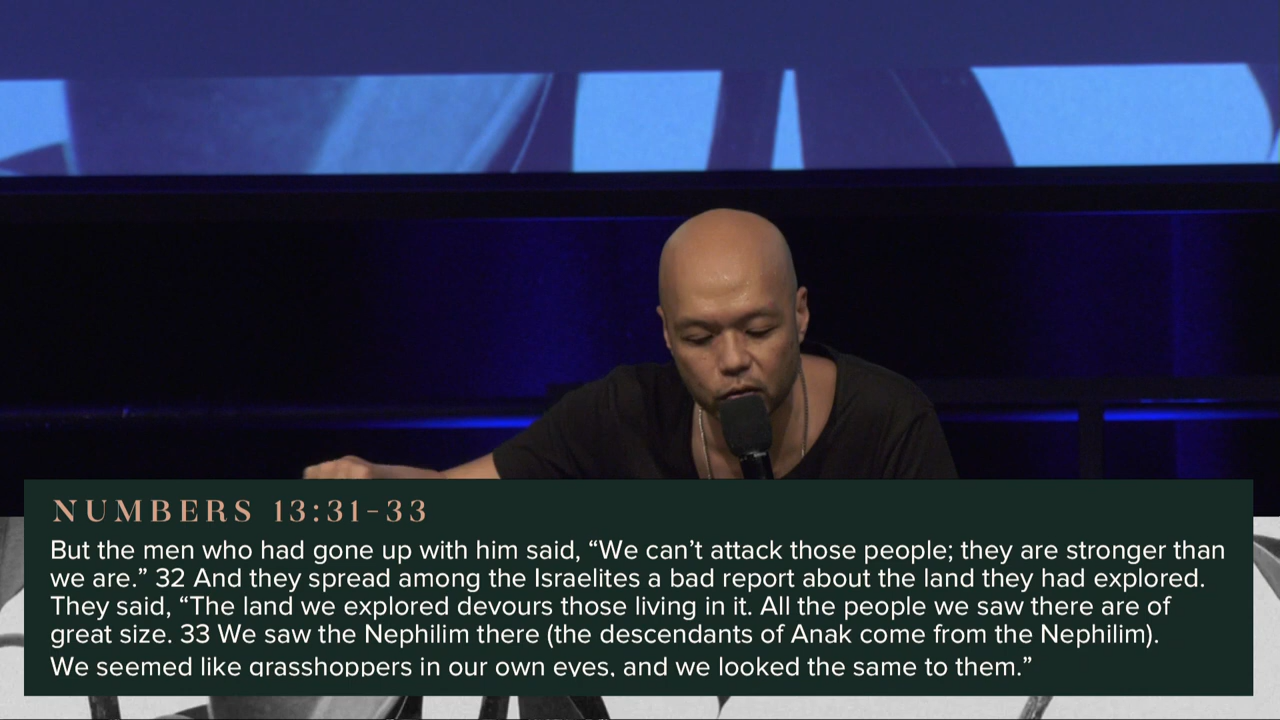 NUMBERS 13:31-33
But the men who had gone up with him said, “We can’t attack those people; they are stronger than
we are.” 32 And they spread among the Israelites a bad report about the land they had explored.
They said, “The land we explored devours those living in it. All the people we saw there are of
great size. 33 We saw the Nephilim there (the descendants of Anak come from the Nephilim).
We seemed like grasshoppers in our own eyes, and we looked the same to them.”